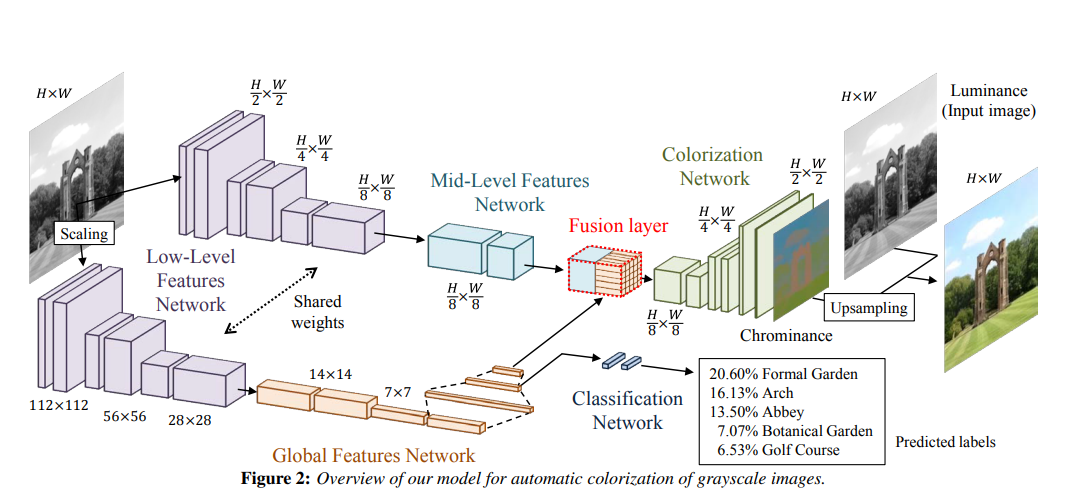 H×W
Scaling
H/2×W/2
H/4×W/4
H/8×W/8
Low-Level
Features
Network
Shared
weights
112×112
56×56
28×28
Mid-Level Features
Network
H/8×W/8
14×14
7×7
Global Features Network
Fusion layer
Colorization
Network
H/8×W/8
H/4×W/4
H/2×W/2
Chrominance
Classification
Network
20.60% Formal Garden
16.13% Arch
13.50% Abbey
7.07% Botanical Garden
6.53% Golf Course
Predicted labels
H×W
Luminance
(Input image)
H×W
Upsampling
Figure 2: Overview of our model for automatic colorization of grayscale images.